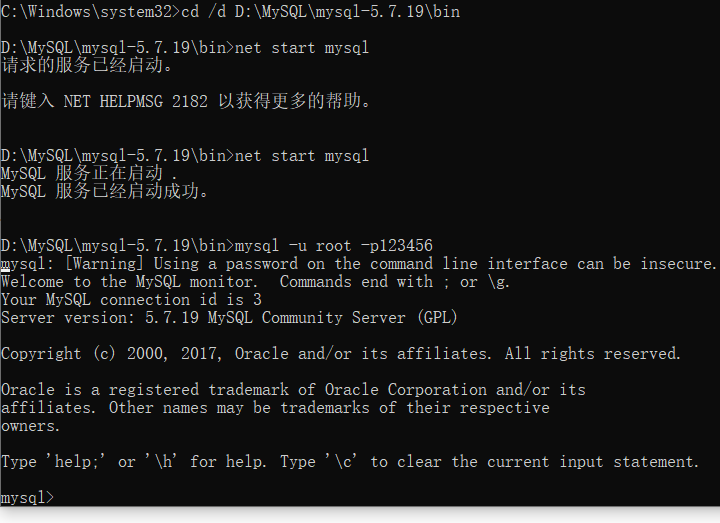 C:\Windows\system32>cd /d D:\MySQL\mysql-5.7.19\bin
D:\MySQL\mysql-5.7.19\bin>net start mysql
请求的服务已经启动。
请键入 NET HELPMSG 2182 以获得更多的帮助。
D:\MySQL\mysql-5.7.19\bin>net start mysql
MySQL 服务正在启动 .
MySQL 服务已经启动成功。
D:\MySQL\mysql-5.7.19\bin>mysql -u root -p123456
mysql: [Warning] Using a password on the command line interface can be insecure.
Welcome to the MySQL monitor.  Commands end with ; or \g.
Your MySQL connection id is 3
Server version: 5.7.19 MySQL Community Server (GPL)
Copyright (c) 2000, 2017, Oracle and/or its affiliates. All rights reserved.
Oracle is a registered trademark of Oracle Corporation and/or its
affiliates. Other names may be trademarks of their respective
owners.
Type 'help;' or '\h' for help. Type '\c' to clear the current input statement.
mysql>